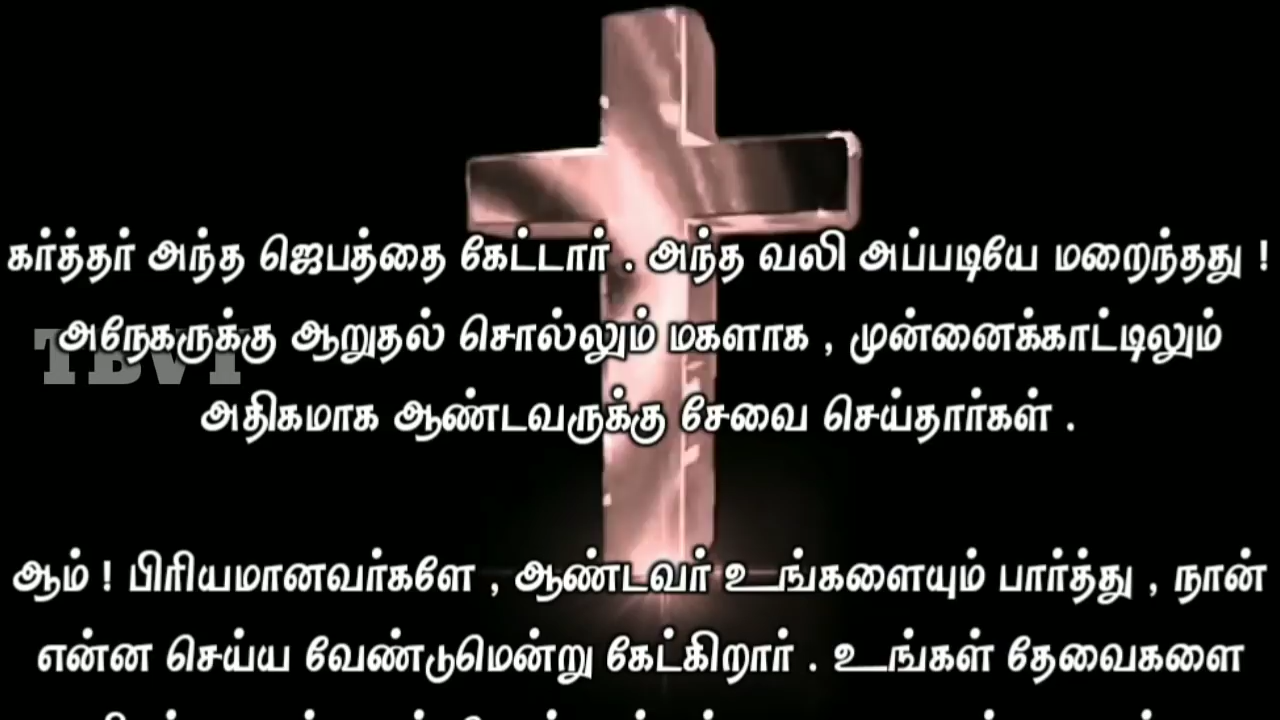 கர்த்தர் அந்த ஜெபத்தை கேட்டார் . அந்த வலி அப்படியே மறைந்தது !
அநேகருக்கு ஆறுதல் சொல்லும் மகளாக , முன்னைக்காட்டிலும்
TBVI
அதிகமாக ஆண்டவருக்கு சேவை செய்தார்கள் .
ஆம் ! பிரியமானவர்களே , ஆண்டவர் உங்களையும் பார்த்து , நான்
என்ன செய்ய வேண்டுமென்று கேட்கிறார் . உங்கள் தேவைகளை